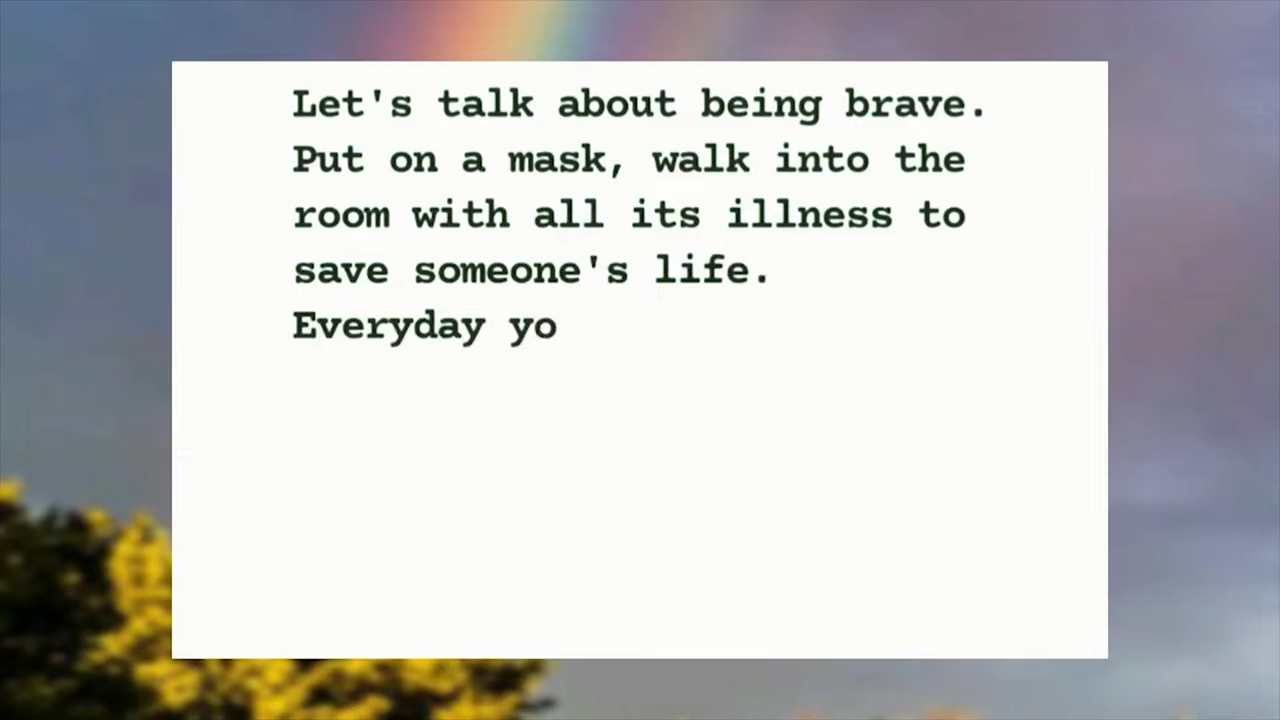 Let's talk about being brave.
Put on a mask, walk into the
room with all its illness to
save someone's life.
Everyday yo